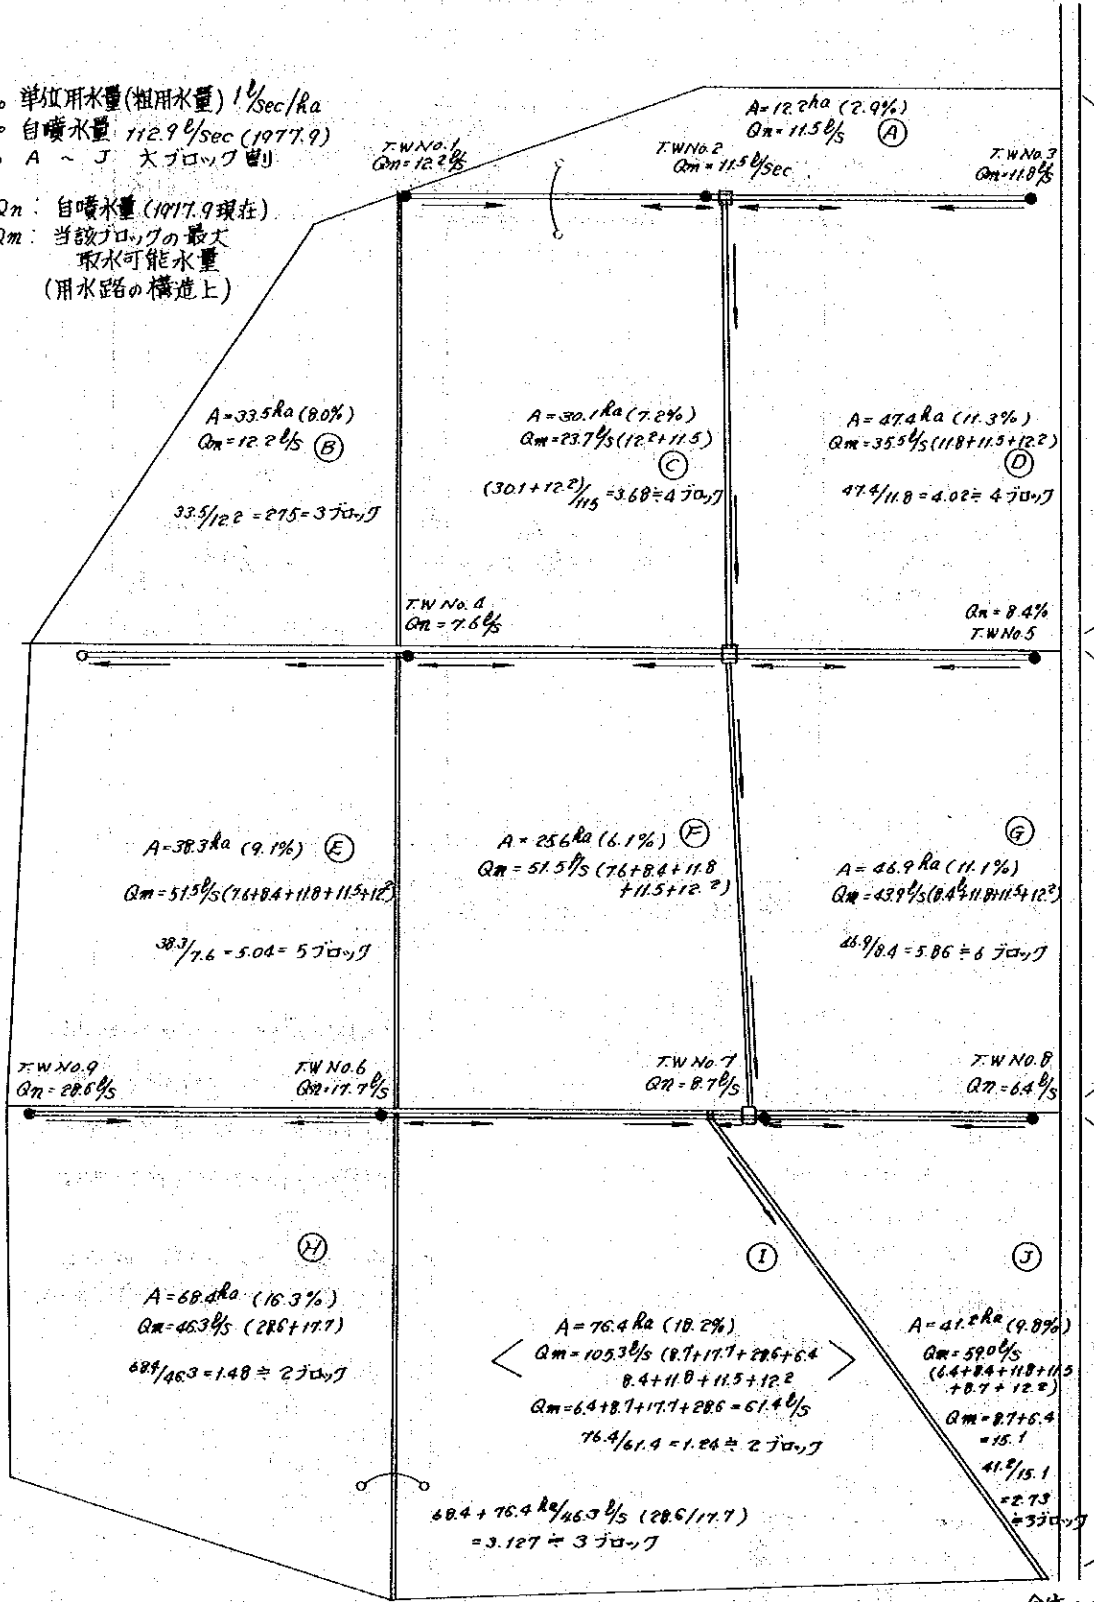 。単位用水量(粗用水量) 1ℓ/sec/ha
。自噴水量 112.9ℓ/sec (1977.9)
。A ~ J 大ブロック割
Qn: 自噴水量 (1977.9現在)
Qm: 当該ブロックの最大
取水可能水量
(用水路の構造上)
T.W No.1
Qn=12.2ℓ/s
T.W No.2
Qm=11.5ℓ/sec
A=12.2ha (2.9%)
Qn=11.5ℓ/s
A
T.W No.3
Qn=11.8ℓ/s
A=33.5ha (8.0%)
Qn=12.2ℓ/s
B
33.5/12.2=275=3ブロック
A=30.1ha (7.2%)
Qm=23.7ℓ/s (12.2+11.5)
C
(30.1+12.2)/115=3.68≒4ブロック
A=47.4ha (11.3%)
Qm=35.5ℓ/s (11.8+11.5+12.2)
D
47.4/11.8=4.02≒4ブロック
T.W No.4
Qn=7.6ℓ/s
Qn=8.4%
T.W No.5
A=38.3ha (9.1%)
E
Qm=51.5ℓ/s (7.6+8.4+11.8+11.5+12.2)
38.3/7.6=5.04=5ブロック
A=25.6ha (6.1%)
F
Qm=51.5ℓ/s (7.6+8.4+11.8
+11.5+12.2)
G
A=46.9ha (11.1%)
Qm=43.9ℓ/s (8.4ℓ+11.8+11.5+12.2)
46.9/8.4=5.86≒6ブロック
T.W No.9
Qn=28.6ℓ/s
T.W No.6
Qn=17.7ℓ/s
T.W No.7
Qn=8.7ℓ/s
T.W No.8
Qn=6.4ℓ/s
H
A=68.4ha (16.3%)
Qm=46.3ℓ/s (28.6+17.7)
68.4/46.3=1.48≒2ブロック
I
A=76.4ha (18.2%)
Qm=105.3ℓ/s (8.7+17.7+28.6+6.4
8.4+11.8+11.5+12.2
Qm=6.4+8.7+17.7+28.6=61.4ℓ/s
76.4/61.4=1.24≒2ブロック
J
A=41.2ha (9.8%)
Qm=59.0ℓ/s
(6.4+8.4+11.8+11.5
+8.7+12.2)
Qm=8.7+6.4
=15.1
41.2/15.1
=2.73
≒3ブロック
68.4+76.4ha/46.3ℓ/s (28.6/17.7)
=3.127≒3ブロック